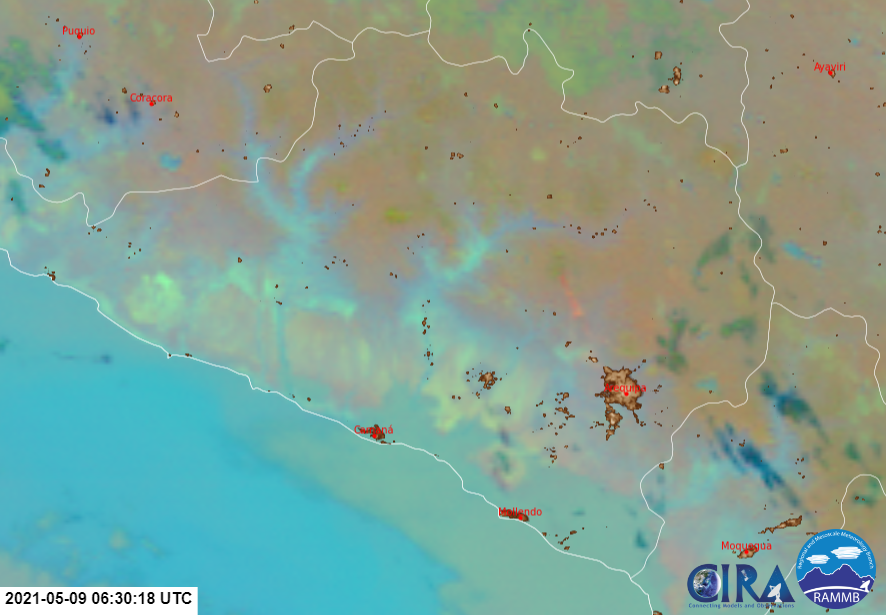 Puquio
Ayaviri
Coracora
Arequipa
Camaná
Mollendo
Moquegua
CIRA
Connecting Models and Observations
Regional and Mesoscale Meteorology Branch
RAMMB
2021-05-09 06:30:18 UTC